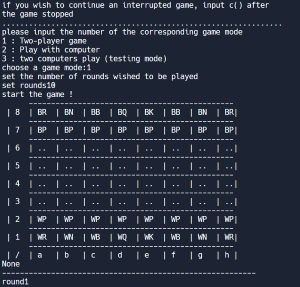 if you wish to continue an interrupted game, input c() after
the game stopped
................................................................
please input the number of the corresponding game mode
1 : Two-player game
2 : Play with computer
3 : two computers play (testing mode)
choose a game mode:1
set the number of rounds wished to be played
set rounds10
start the game !
-----------------------------------------
| 8 | BR | BN | BB | BQ | BK | BB | BN | BR|
-----------------------------------------
| 7 | BP | BP | BP | BP | BP | BP | BP | BP|
-----------------------------------------
| 6 | .. | .. | .. | .. | .. | .. | .. | ..|
-----------------------------------------
| 5 | .. | .. | .. | .. | .. | .. | .. | ..|
-----------------------------------------
| 4 | .. | .. | .. | .. | .. | .. | .. | ..|
-----------------------------------------
| 3 | .. | .. | .. | .. | .. | .. | .. | ..|
-----------------------------------------
| 2 | WP | WP | WP | WP | WP | WP | WP | WP|
-----------------------------------------
| 1 | WR | WN | WB | WQ | WK | WB | WN | WR|
-----------------------------------------
| / | a | b | c | d | e | f | g | h |
None
---------------------------------------------------
round1